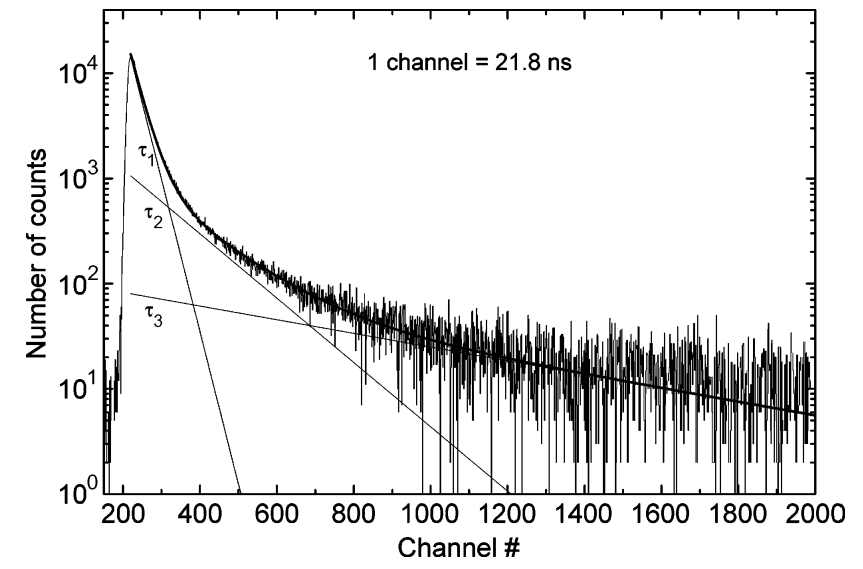 1 channel = 21.8 ns
Number of counts
10⁴
10³
10²
10¹
10⁰
τ₁
τ₂
τ₃
200 400 600 800 1000 1200 1400 1600 1800 2000
Channel #